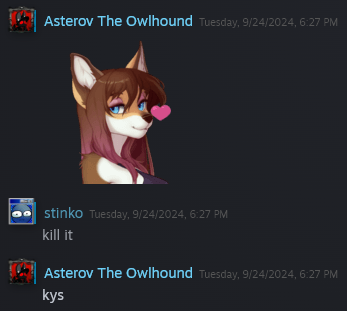 Asterov The Owlhound Tuesday, 9/24/2024, 6:27 PM
stinko Tuesday, 9/24/2024, 6:27 PM
kill it
Asterov The Owlhound Tuesday, 9/24/2024, 6:27 PM
kys